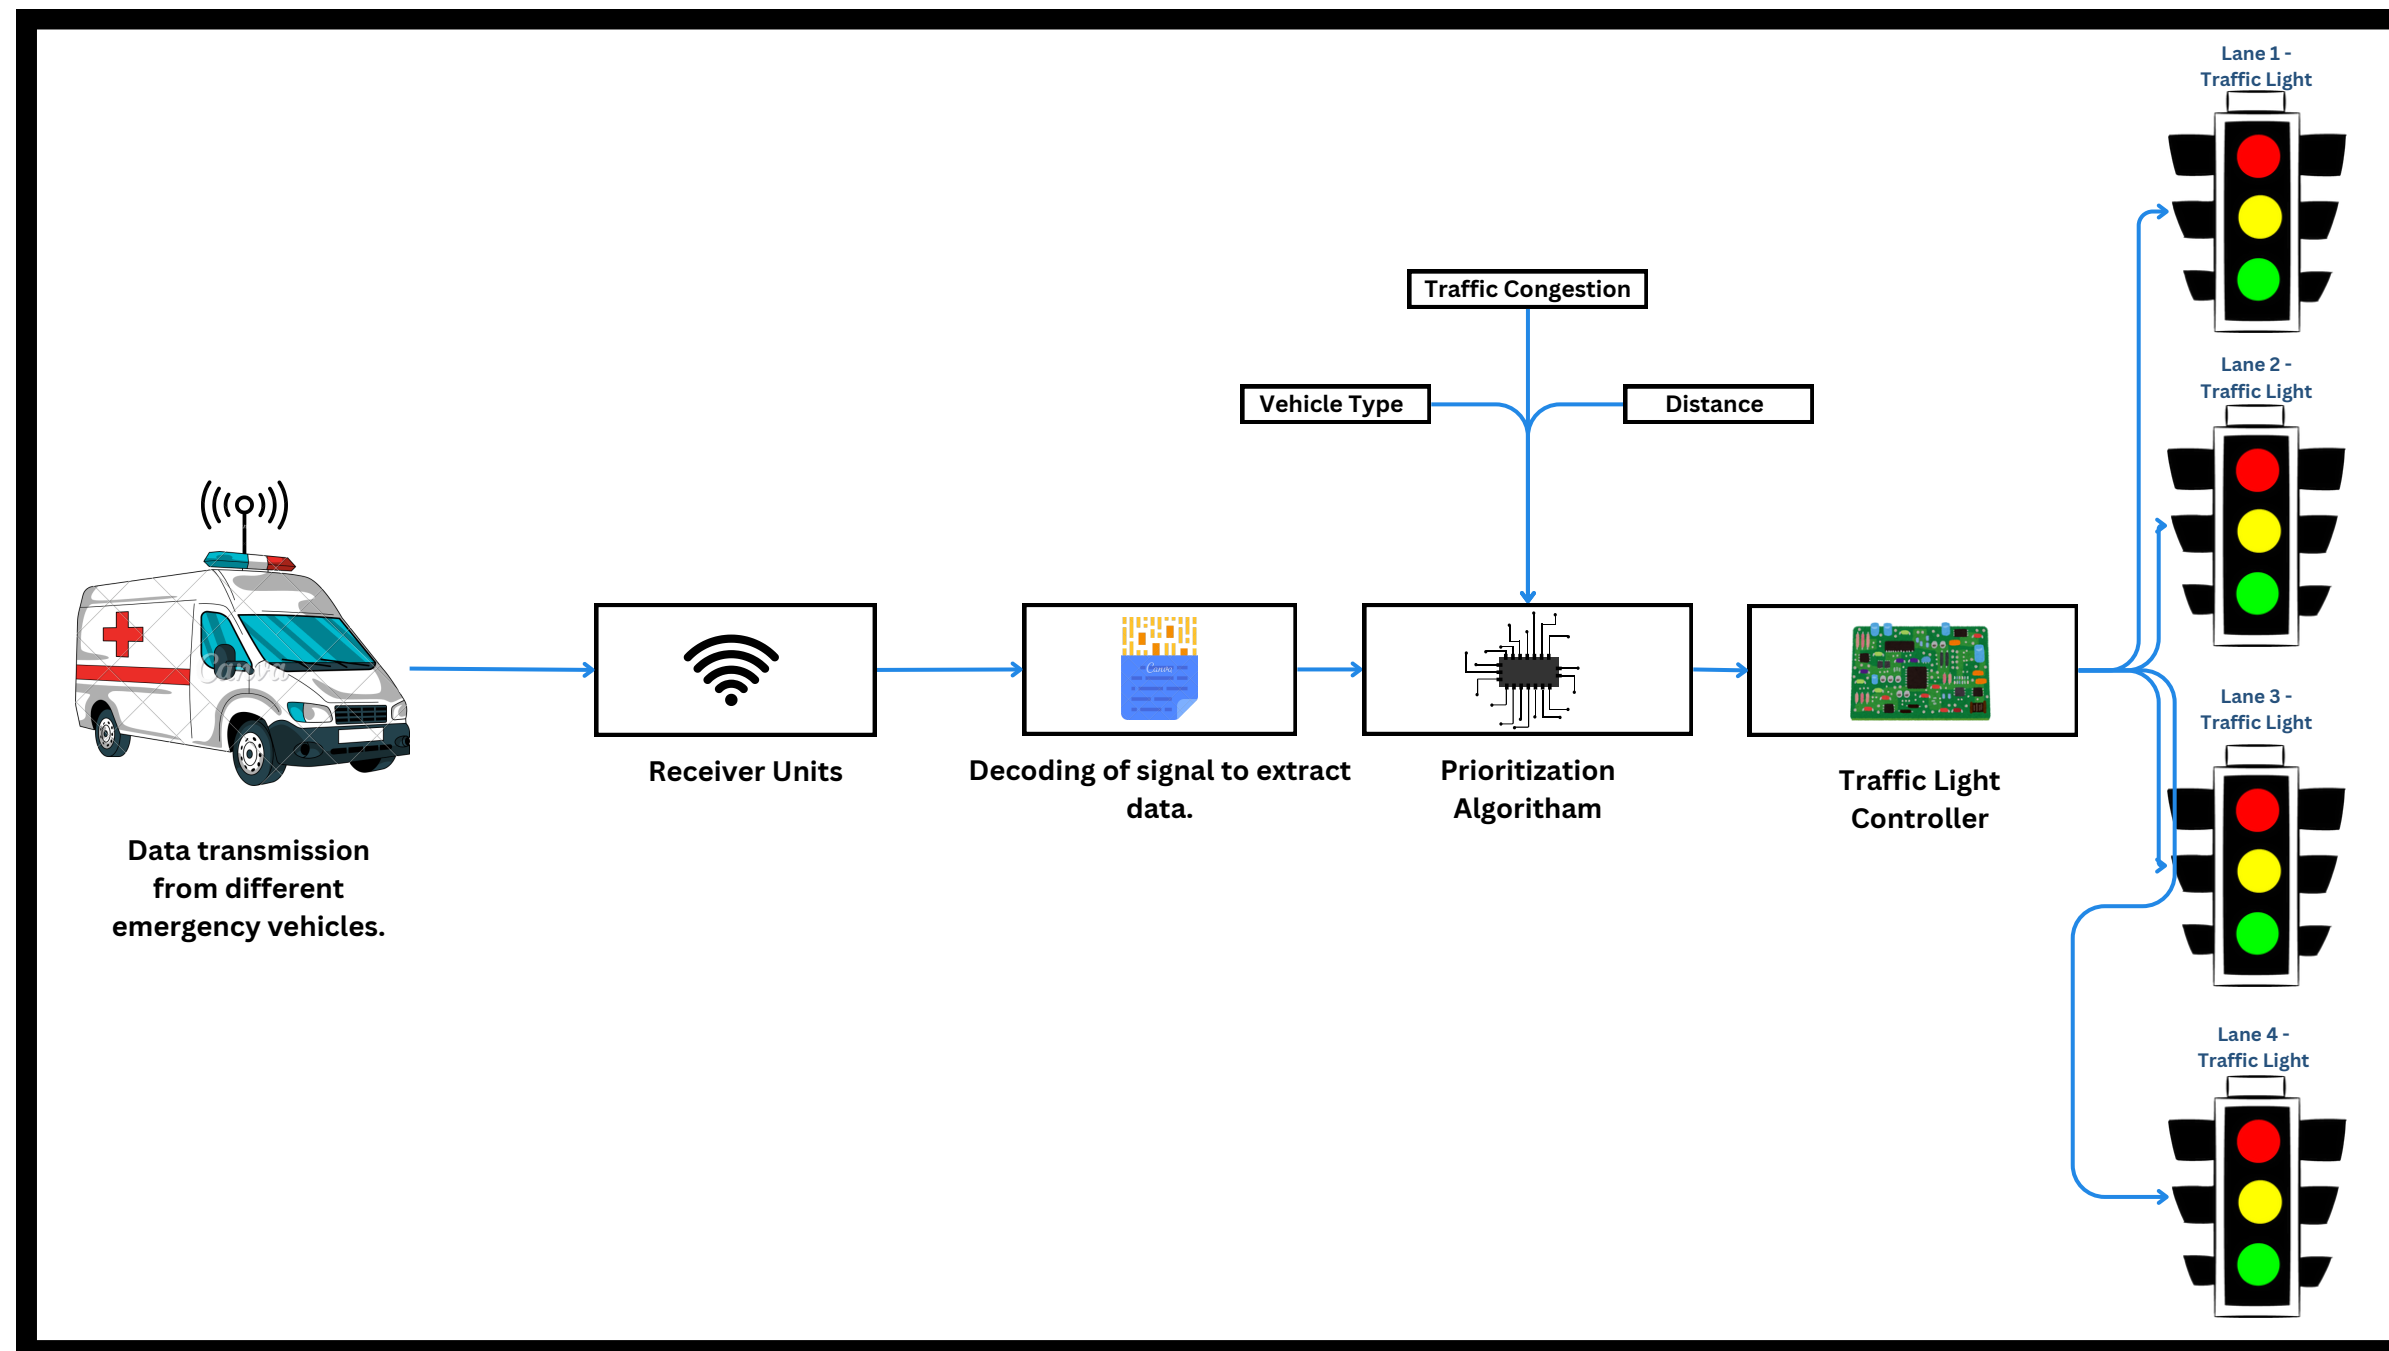 Lane 1 -
Traffic Light
Lane 2 -
Traffic Light
Traffic Congestion
Vehicle Type
Distance
Canva
Canva
Receiver Units
Decoding of signal to extract
data.
Prioritization
Algoritham
Traffic Light
Controller
Data transmission
from different
emergency vehicles.
Lane 3 -
Traffic Light
Lane 4 -
Traffic Light